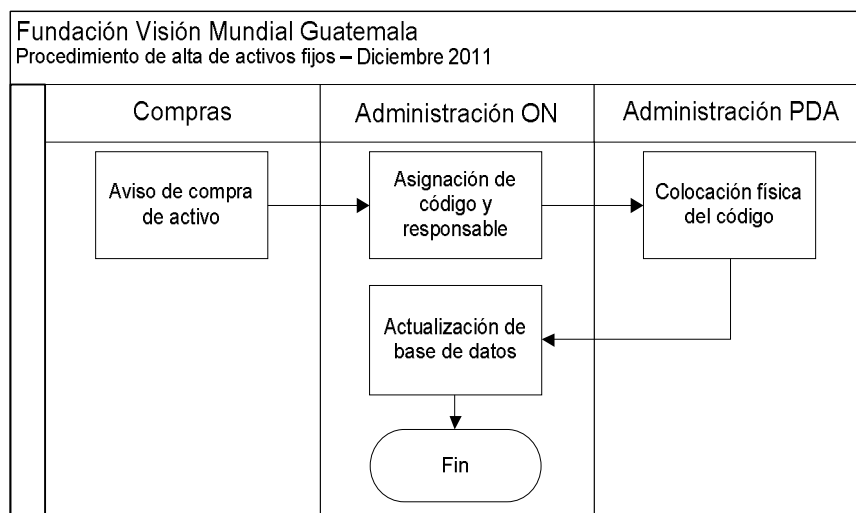 Fundación Visión Mundial Guatemala
Procedimiento de alta de activos fijos – Diciembre 2011
Compras
Administración ON
Administración PDA
Aviso de compra
de activo
Asignación de
código y
responsable
Colocación física
del código
Actualización de
base de datos
Fin